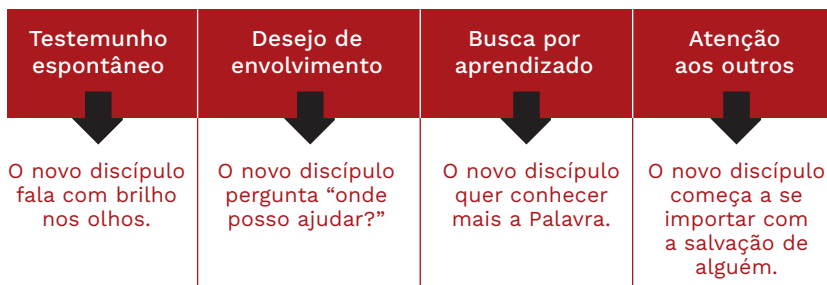 Testemunho
espontâneo
Desejo de
envolvimento
Busca por
aprendizado
Atenção
aos outros
O novo discípulo
fala com brilho
nos olhos.
O novo discípulo
pergunta “onde
posso ajudar?”
O novo discípulo
quer conhecer
mais a Palavra.
O novo discípulo
começa a se
importar com
a salvação de
alguém.